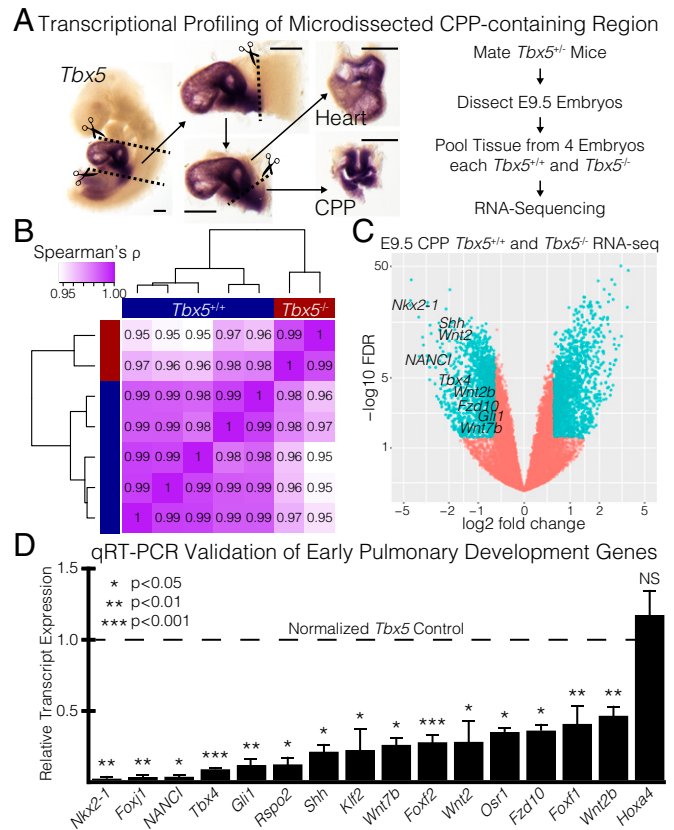 A Transcriptional Profiling of Microdissected CPP-containing Region
Tbx5
Heart
CPP
Mate Tbx5+/- Mice
Dissect E9.5 Embryos
Pool Tissue from 4 Embryos
each Tbx5+/+ and Tbx5-/-
RNA-Sequencing
B
Spearman's ρ
0.95 1.00
Tbx5+/+ Tbx5-/-
0.95 0.95 0.95 0.97 0.96 0.99 1
0.97 0.96 0.96 0.98 0.98 1 0.99
0.99 0.99 0.98 0.99 1 0.98 0.96
0.99 0.99 0.98 1 0.99 0.98 0.97
0.99 0.99 1 0.98 0.98 0.96 0.95
0.99 1 0.99 0.99 0.99 0.96 0.95
1 0.99 0.99 0.99 0.99 0.97 0.95
C
E9.5 CPP Tbx5+/+ and Tbx5-/- RNA-seq
−log10 FDR
50
5
1
Nkx2-1
Shh
Wnt2
NANCI
Tbx4
Wnt2b
Fzd10
Gli1
Wnt7b
−5 −2 −1 0 1 2 5
log2 fold change
D
qRT-PCR Validation of Early Pulmonary Development Genes
Relative Transcript Expression
1.5
1.0
0.5
* p<0.05
** p<0.01
*** p<0.001
Normalized Tbx5 Control
** ** * *** ** * * * * *** * * * ** ** NS
Nkx2-1 Foxj1 NANCI Tbx4 Gli1 Rspo2 Shh Klf2 Wnt7b Foxf2 Wnt2 Osr1 Fzd10 Foxf1 Wnt2b Hoxa4